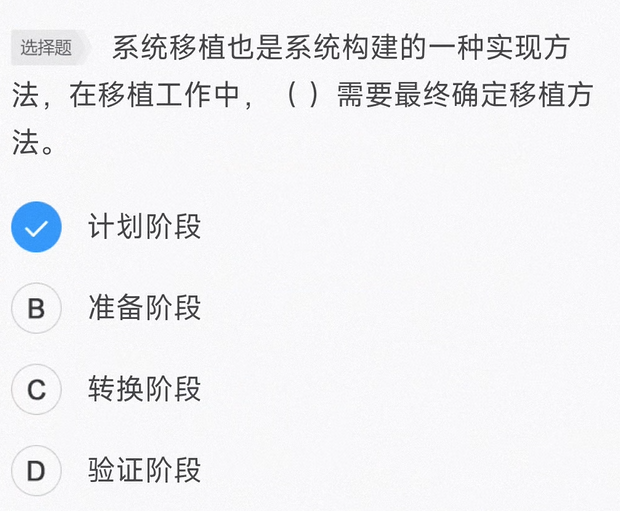 选择题 系统移植也是系统构建的一种实现方
法，在移植工作中，（ ）需要最终确定移植方
法。
计划阶段
B 准备阶段
C 转换阶段
D 验证阶段